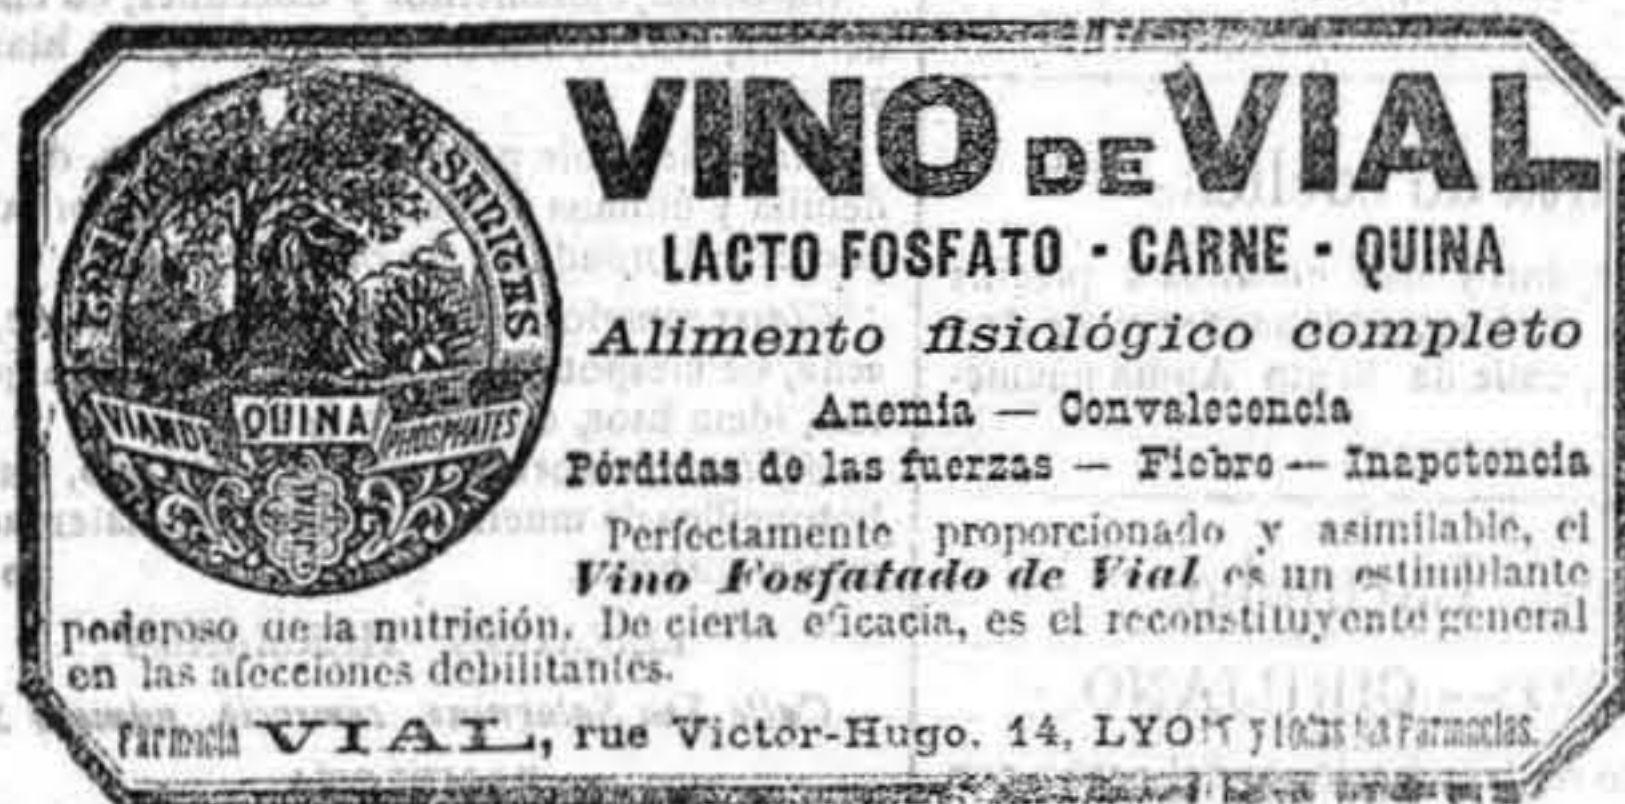 VINO DE VIAL
LACTO FOSFATO - CARNE - QUINA
Alimento fisiológico completo
Anemia — Convalecencia
Pérdidas de las fuerzas — Fiebre — Inapetencia
Perfectamente proporcionado y asimilable, el
Vino Fosfatado de Vial es un estimulante
poderoso de la nutrición. De cierta eficacia, es el reconstituyente general
en las afecciones debilitantes.
Farmacia VIAL, rue Victor-Hugo. 14, LYON y todas las Farmacias.
SANITAS
VIANDE QUINA PHOSPHATES
J. VIAL